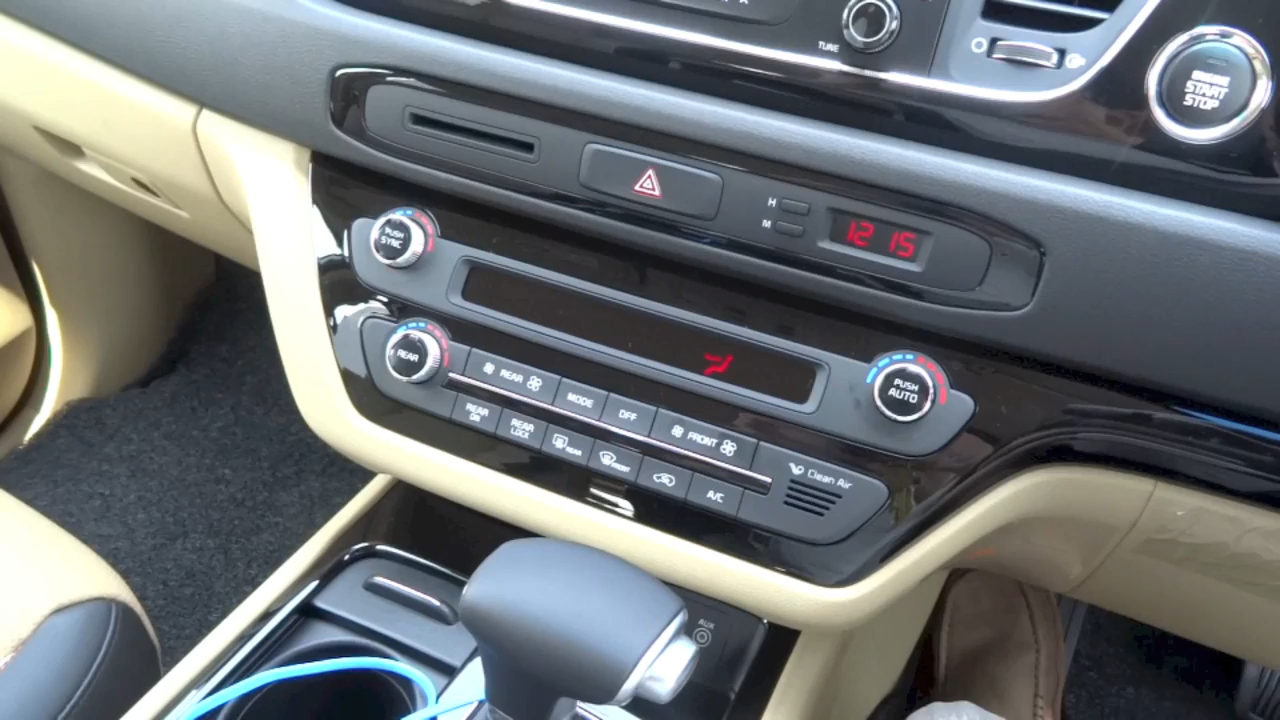 TUNE
ENGINE
START
STOP
H
M
12 15
PUSH
SYNC
REAR
REAR
MODE
OFF
FRONT
PUSH
AUTO
REAR
ON
REAR
LOCK
REAR
FRONT
A/C
Clean Air
AUX